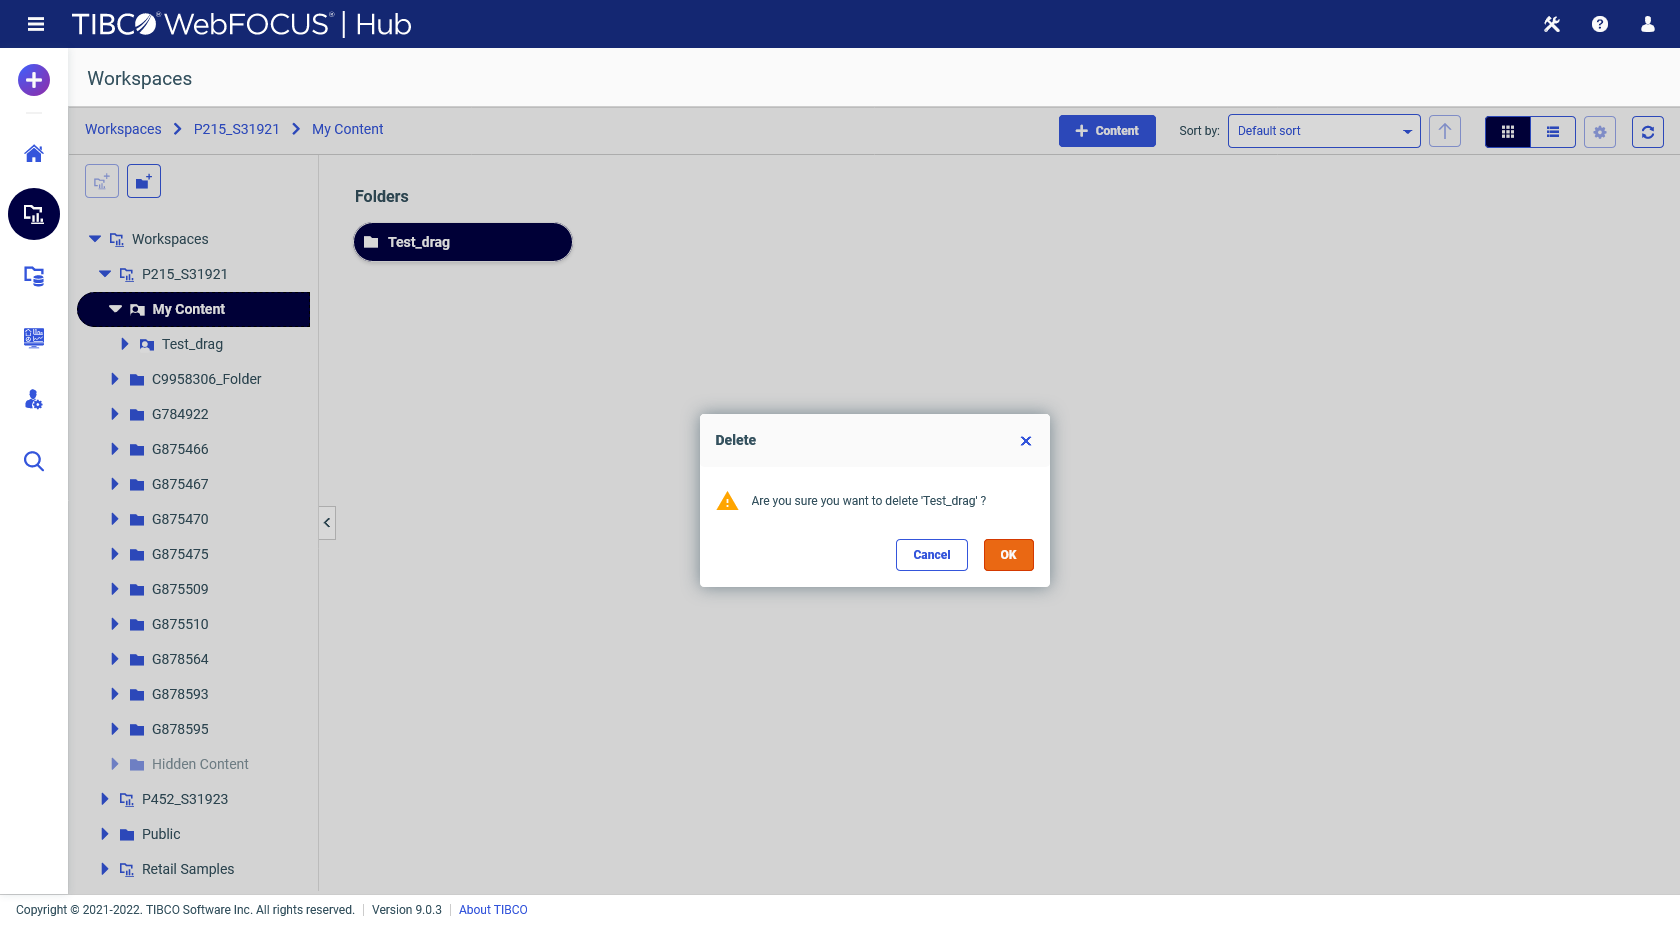 TIBCO® WebFOCUS® | Hub
Workspaces
Workspaces > P215_S31921 > My Content
+ Content
Sort by:
Default sort
Workspaces
P215_S31921
My Content
Test_drag
C9958306_Folder
G784922
G875466
G875467
G875470
G875475
G875509
G875510
G878564
G878593
G878595
Hidden Content
P452_S31923
Public
Retail Samples
Folders
Test_drag
Delete
Are you sure you want to delete 'Test_drag' ?
Cancel
OK
Copyright © 2021-2022. TIBCO Software Inc. All rights reserved. | Version 9.0.3 | About TIBCO